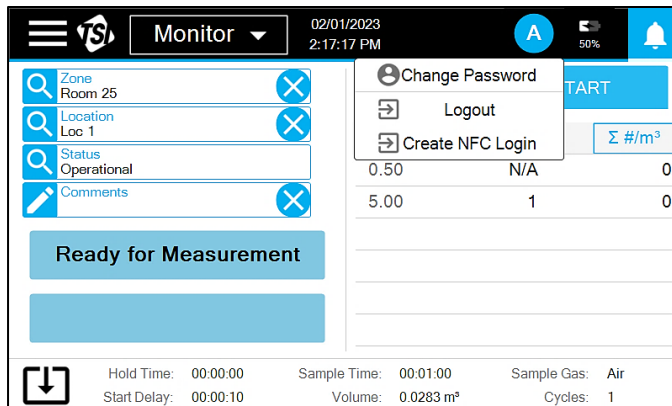 TSI
Monitor
02/01/2023
2:17:17 PM
A
50%
Zone
Room 25
Location
Loc 1
Status
Operational
Comments
Ready for Measurement
Change Password
Logout
Create NFC Login
TART
Σ #/m³
0.50 N/A 0
5.00 1 0
Hold Time: 00:00:00 Sample Time: 00:01:00 Sample Gas: Air
Start Delay: 00:00:10 Volume: 0.0283 m³ Cycles: 1